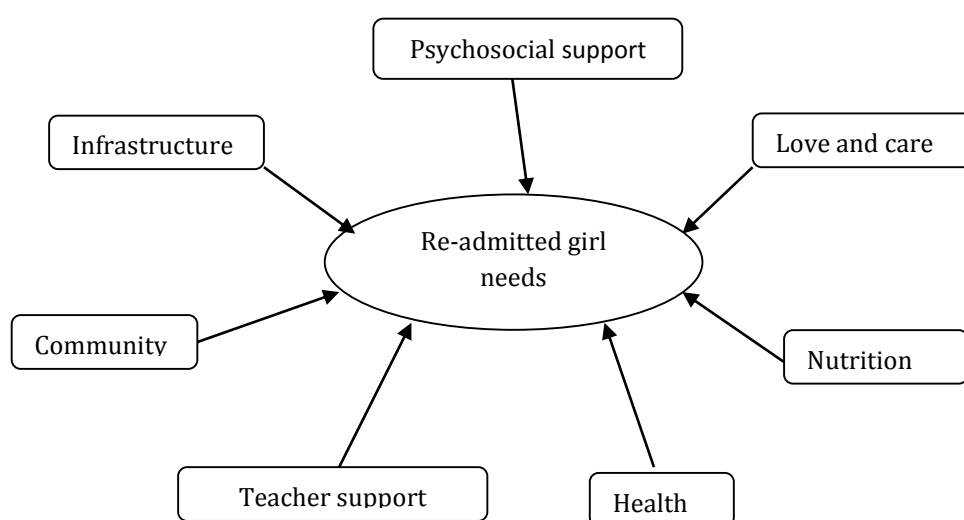 Psychosocial support
Infrastructure
Love and care
Re-admitted girl
needs
Community
Nutrition
Teacher support
Health